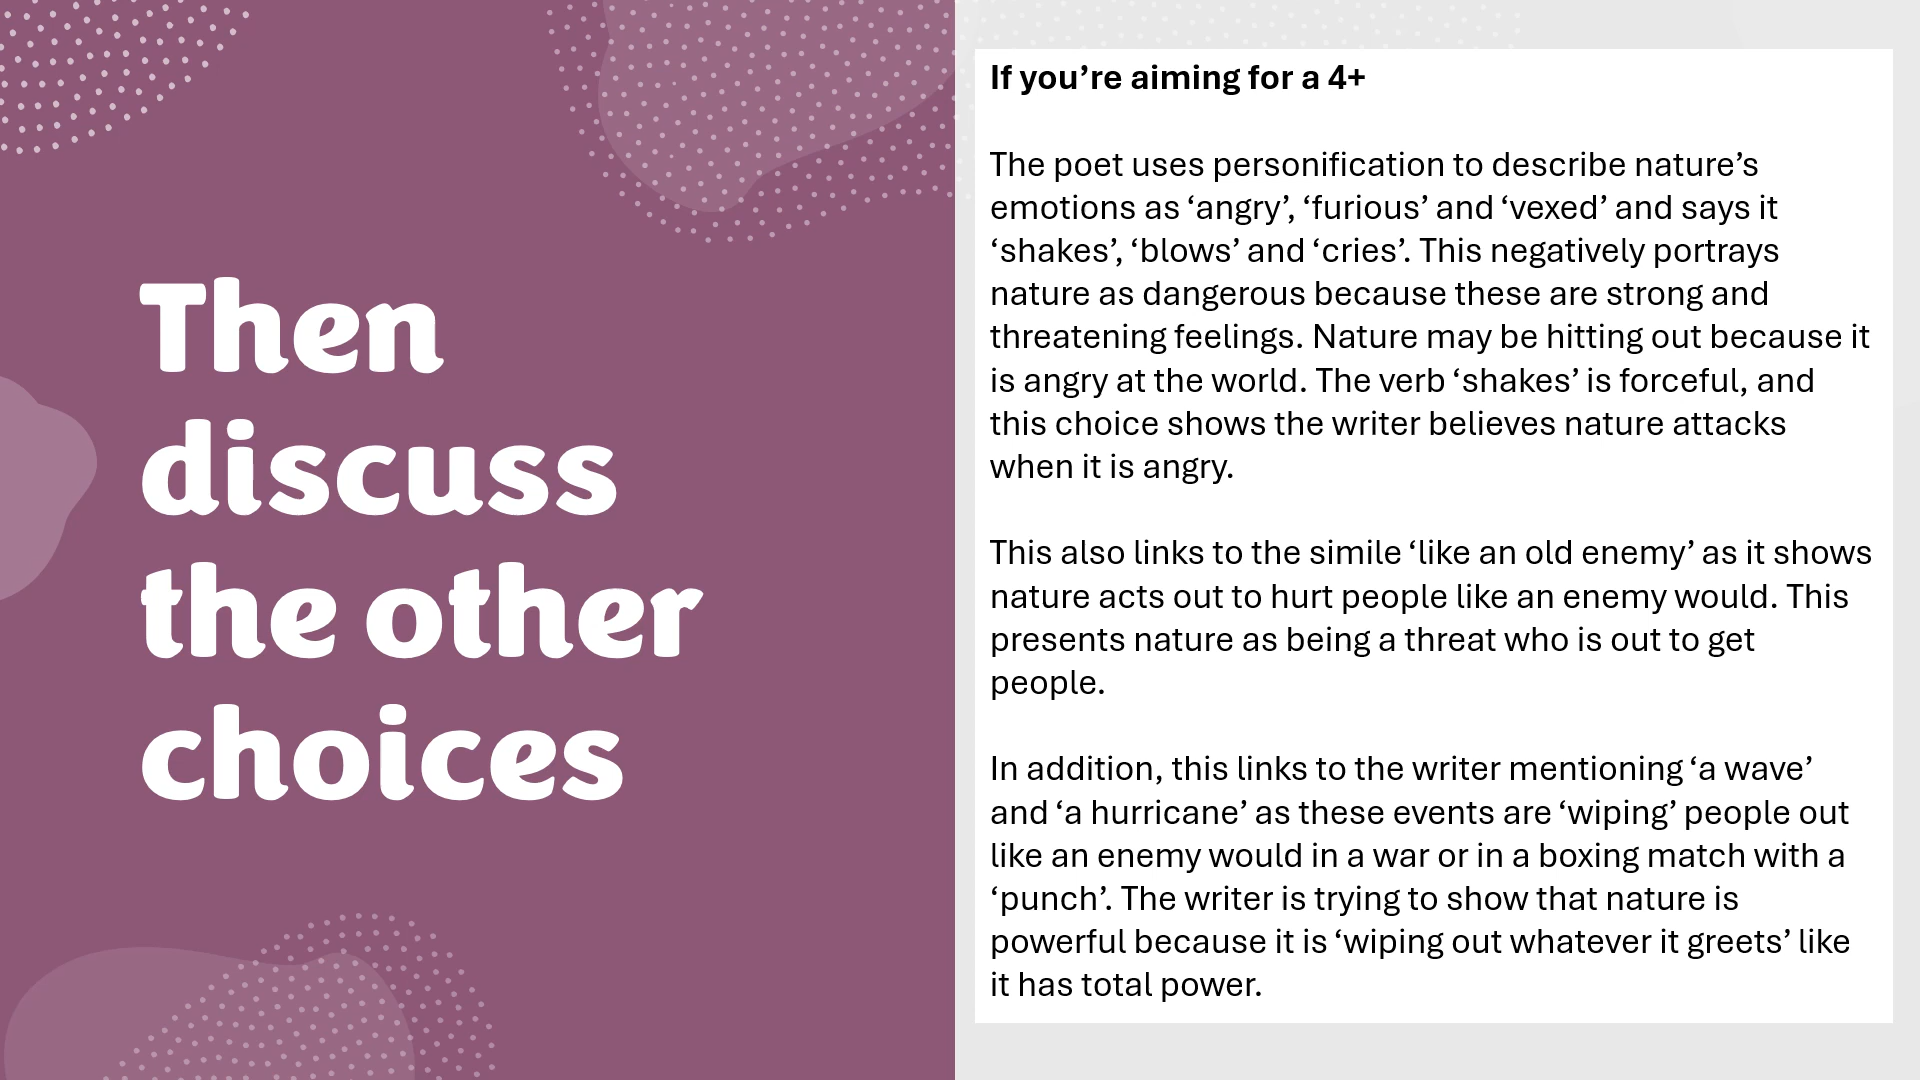 Then
discuss
the other
choices
If you’re aiming for a 4+
The poet uses personification to describe nature’s
emotions as ‘angry’, ‘furious’ and ‘vexed’ and says it
‘shakes’, ‘blows’ and ‘cries’. This negatively portrays
nature as dangerous because these are strong and
threatening feelings. Nature may be hitting out because it
is angry at the world. The verb ‘shakes’ is forceful, and
this choice shows the writer believes nature attacks
when it is angry.
This also links to the simile ‘like an old enemy’ as it shows
nature acts out to hurt people like an enemy would. This
presents nature as being a threat who is out to get
people.
In addition, this links to the writer mentioning ‘a wave’
and ‘a hurricane’ as these events are ‘wiping’ people out
like an enemy would in a war or in a boxing match with a
‘punch’. The writer is trying to show that nature is
powerful because it is ‘wiping out whatever it greets’ like
it has total power.